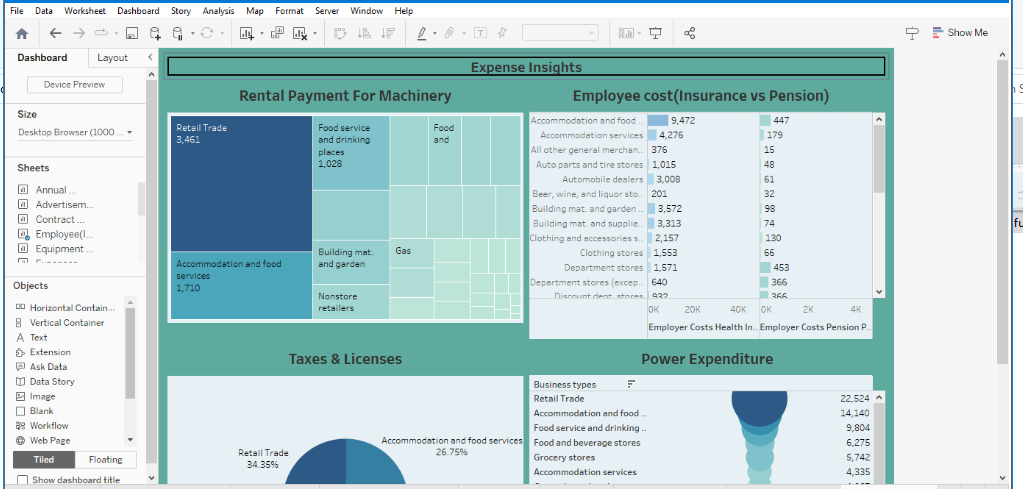 File Data Worksheet Dashboard Story Analysis Map Format Server Window Help
Show Me
Dashboard Layout
Device Preview
Size
Desktop Browser (1000 ...
Sheets
Annual ...
Advertisem...
Contract ...
Employee(I...
Equipment ...
Objects
Horizontal Contain...
Vertical Container
Text
Extension
Ask Data
Data Story
Image
Blank
Workflow
Web Page
Tiled Floating
Show dashboard title
Expense Insights
Rental Payment For Machinery
Retail Trade
3,461
Accommodation and food
services
1,710
Food service
and drinking
places
1,028
Building mat.
and garden
Nonstore
retailers
Food
and
Gas
Employee cost(Insurance vs Pension)
Accommodation and food .. 9,472 447
Accommodation services 4,276 179
All other general merchan.. 376 15
Auto parts and tire stores 1,015 48
Automobile dealers 3,008 61
Beer, wine, and liquor sto.. 201 32
Building mat. and garden .. 3,572 98
Building mat. and supplie.. 3,313 74
Clothing and accessories s.. 2,157 130
Clothing stores 1,553 66
Department stores 1,571 453
Department stores (excep.. 640 366
Discount dept. stores 932 366
0K 20K 40K 0K 2K 4K
Employer Costs Health In.. Employer Costs Pension P..
Taxes & Licenses
Retail Trade
34.35%
Accommodation and food services
26.75%
Power Expenditure
Business types
Retail Trade 22,524
Accommodation and food .. 14,140
Food service and drinking .. 9,804
Food and beverage stores 6,275
Grocery stores 5,742
Accommodation services 4,335